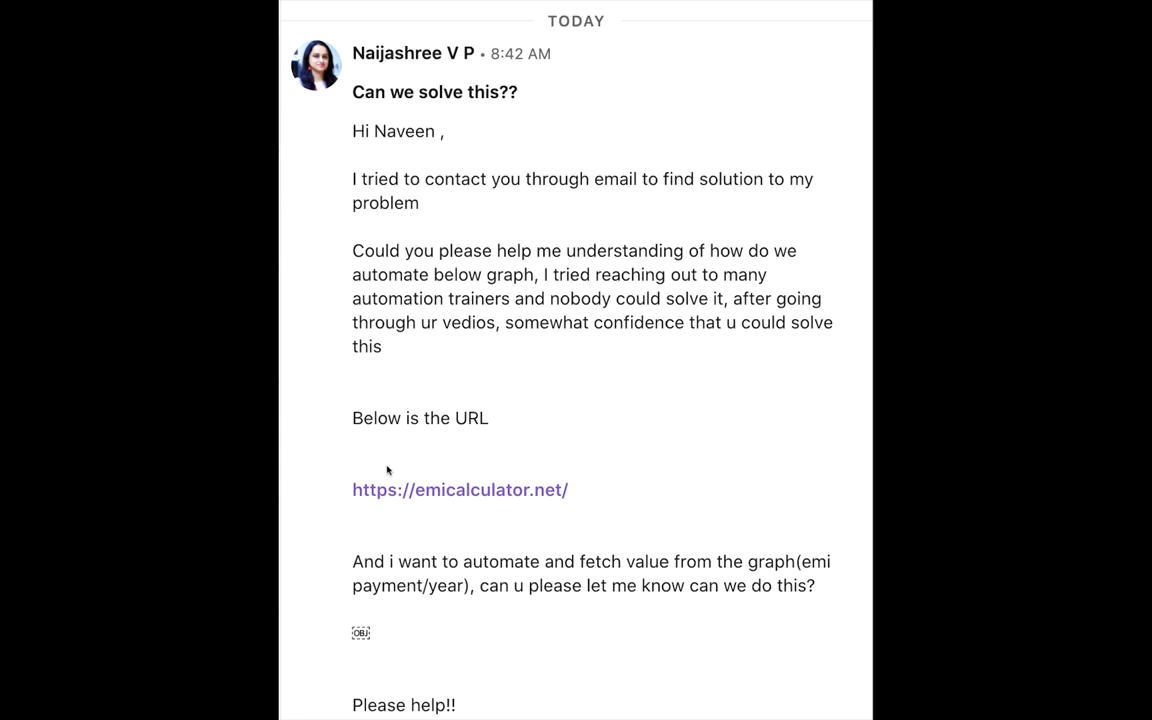 TODAY
Naijashree V P • 8:42 AM
Can we solve this??
Hi Naveen ,
I tried to contact you through email to find solution to my
problem
Could you please help me understanding of how do we
automate below graph, I tried reaching out to many
automation trainers and nobody could solve it, after going
through ur vedios, somewhat confidence that u could solve
this
Below is the URL
https://emicalculator.net/
And i want to automate and fetch value from the graph(emi
payment/year), can u please let me know can we do this?
OBJ
Please help!!